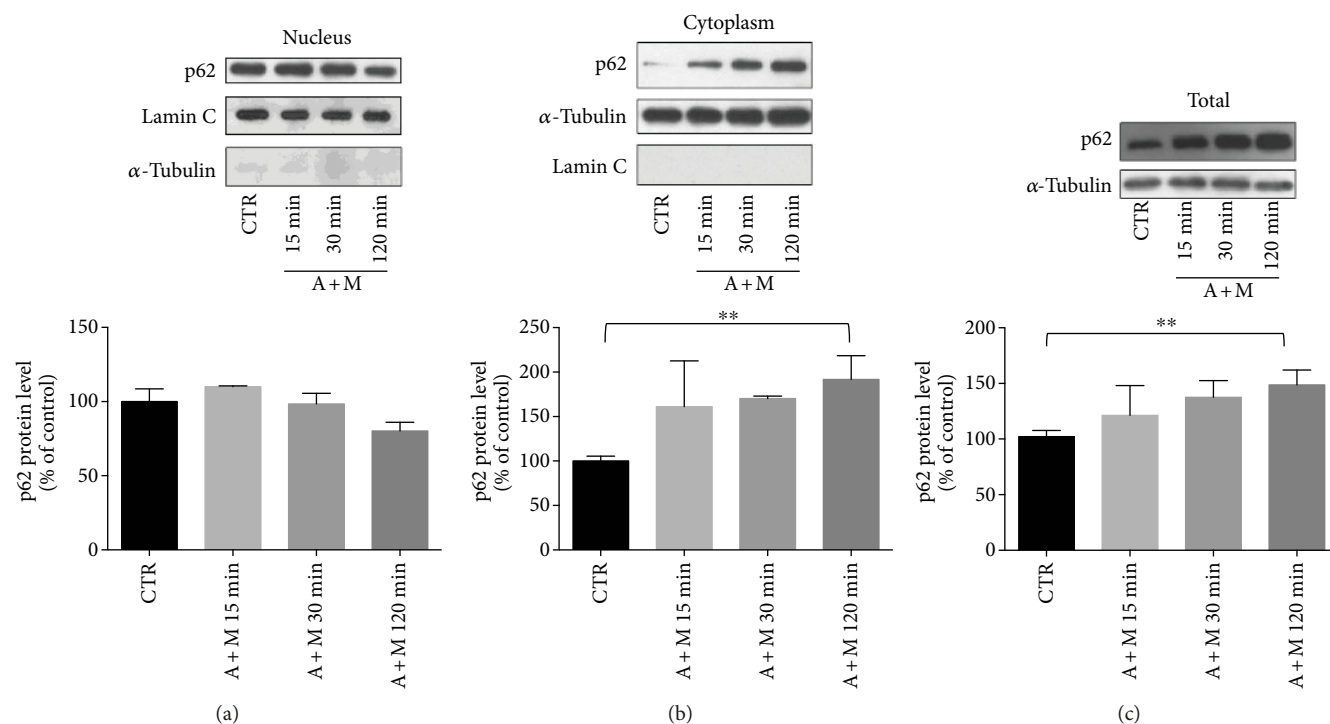 Nucleus
p62
Lamin C
α-Tubulin
CTR
15 min
30 min
120 min
A + M
150
100
50
0
p62 protein level
(% of control)
CTR
A + M 15 min
A + M 30 min
A + M 120 min
(a)
Cytoplasm
p62
α-Tubulin
Lamin C
CTR
15 min
30 min
120 min
A + M
**
250
200
150
100
50
0
p62 protein level
(% of control)
CTR
A + M 15 min
A + M 30 min
A + M 120 min
(b)
Total
p62
α-Tubulin
CTR
15 min
30 min
120 min
A + M
**
200
150
100
50
0
p62 protein level
(% of control)
CTR
A + M 15 min
A + M 30 min
A + M 120 min
(c)